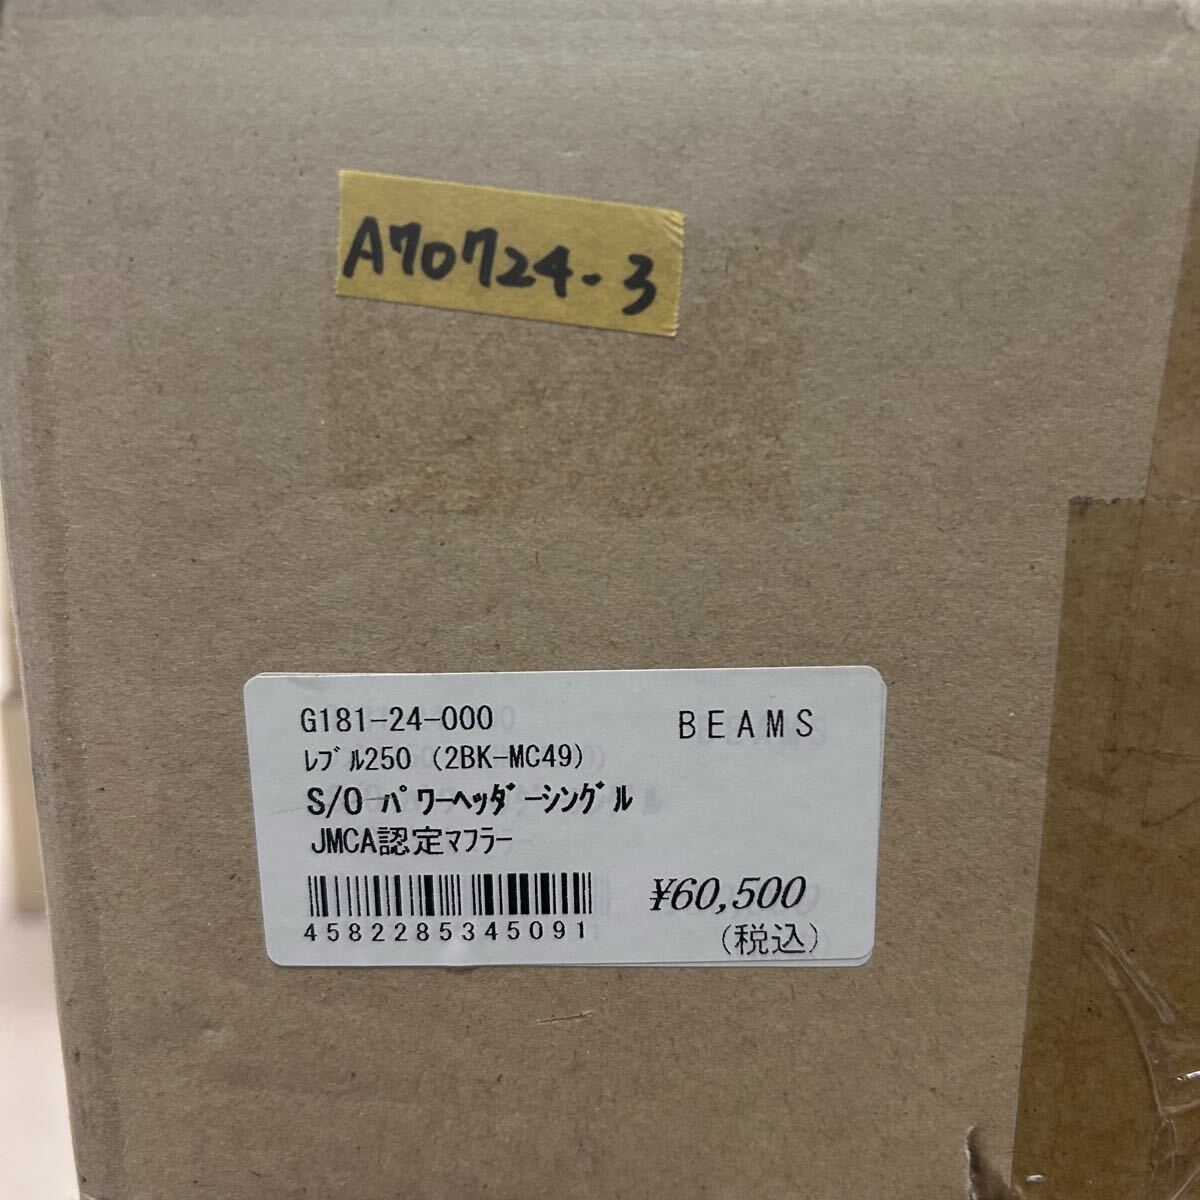 A70724-3
G181-24-000 BEAMS
ﾚﾌﾞﾙ250 (2BK-MC49)
S/O ﾊﾟﾜｰﾍｯﾀﾞｰｼﾝｸﾞﾙ
JMCA認定ﾏﾌﾗｰ
¥60,500
4582285345091
(税込)